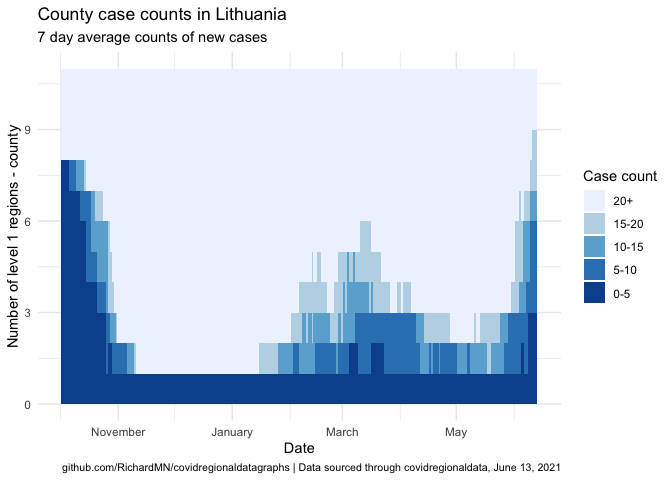 County case counts in Lithuania
7 day average counts of new cases
Number of level 1 regions - county
9
6
3
0
November
January
March
May
Date
Case count
20+
15-20
10-15
5-10
0-5
github.com/RichardMN/covidregionaldatagraphs | Data sourced through covidregionaldata, June 13, 2021